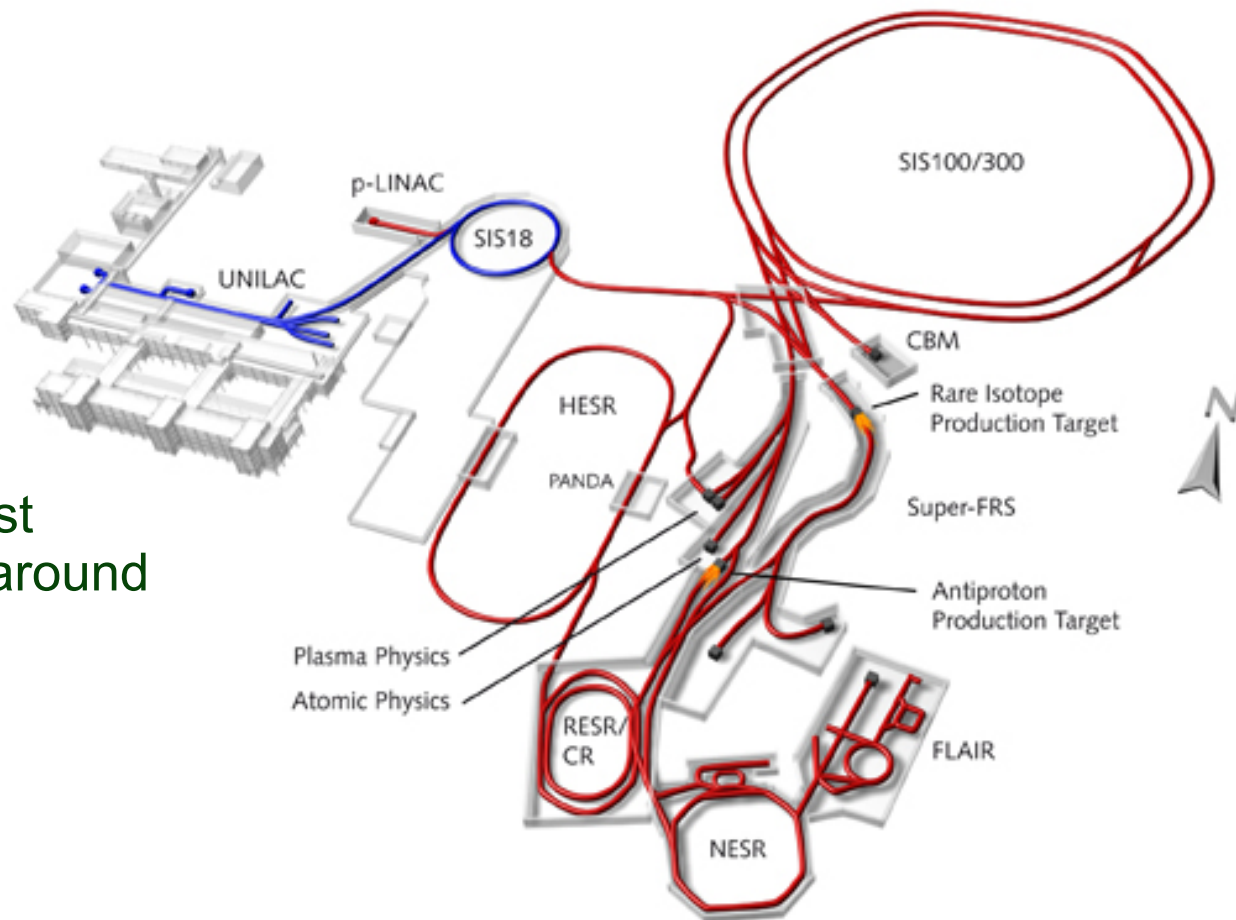 SIS100/300
p-LINAC
SIS18
UNILAC
CBM
HESR
Rare Isotope
Production Target
N
PANDA
st
around
Super-FRS
Antiproton
Production Target
Plasma Physics
Atomic Physics
RESR/
CR
FLAIR
NESR